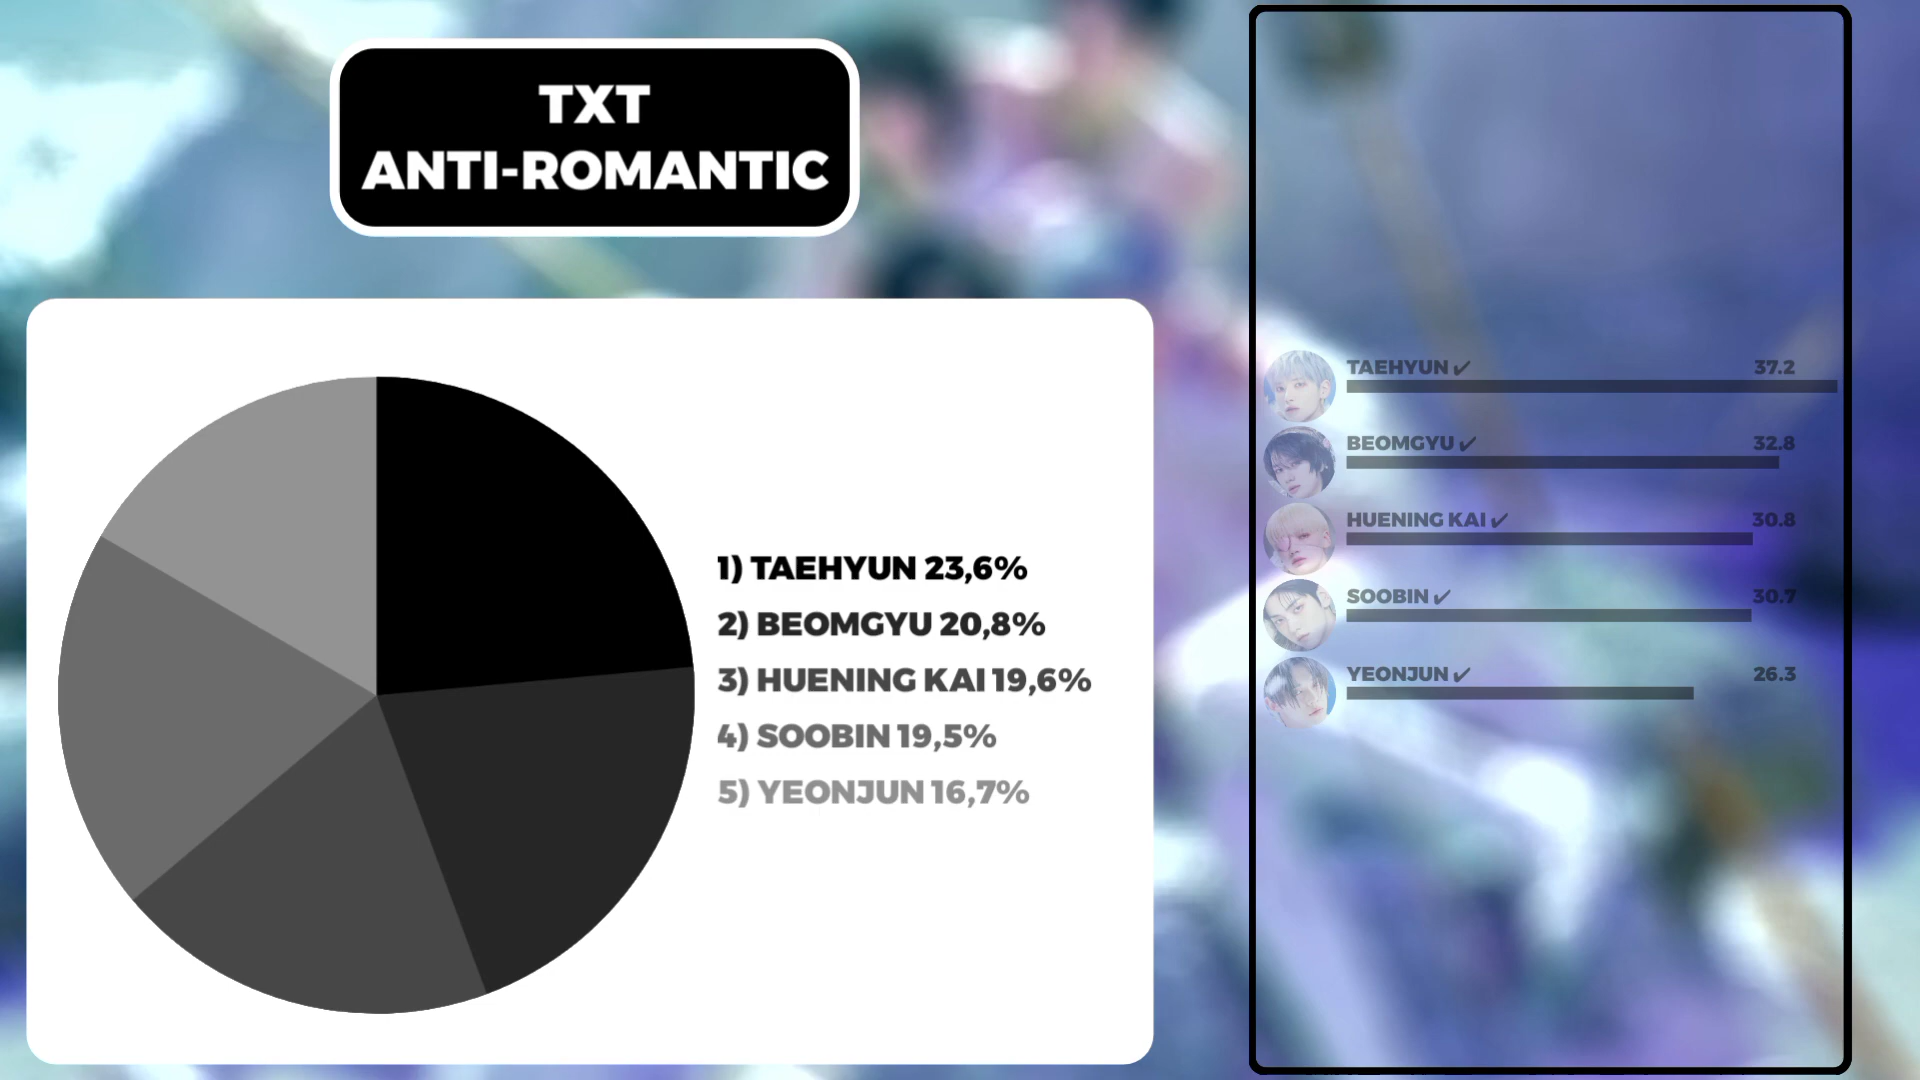 TXT
ANTI-ROMANTIC
1) TAEHYUN 23,6%
2) BEOMGYU 20,8%
3) HUENING KAI 19,6%
4) SOOBIN 19,5%
5) YEONJUN 16,7%
TAEHYUN ✓ 37.2
BEOMGYU ✓ 32.8
HUENING KAI ✓ 30.8
SOOBIN ✓ 30.7
YEONJUN ✓ 26.3